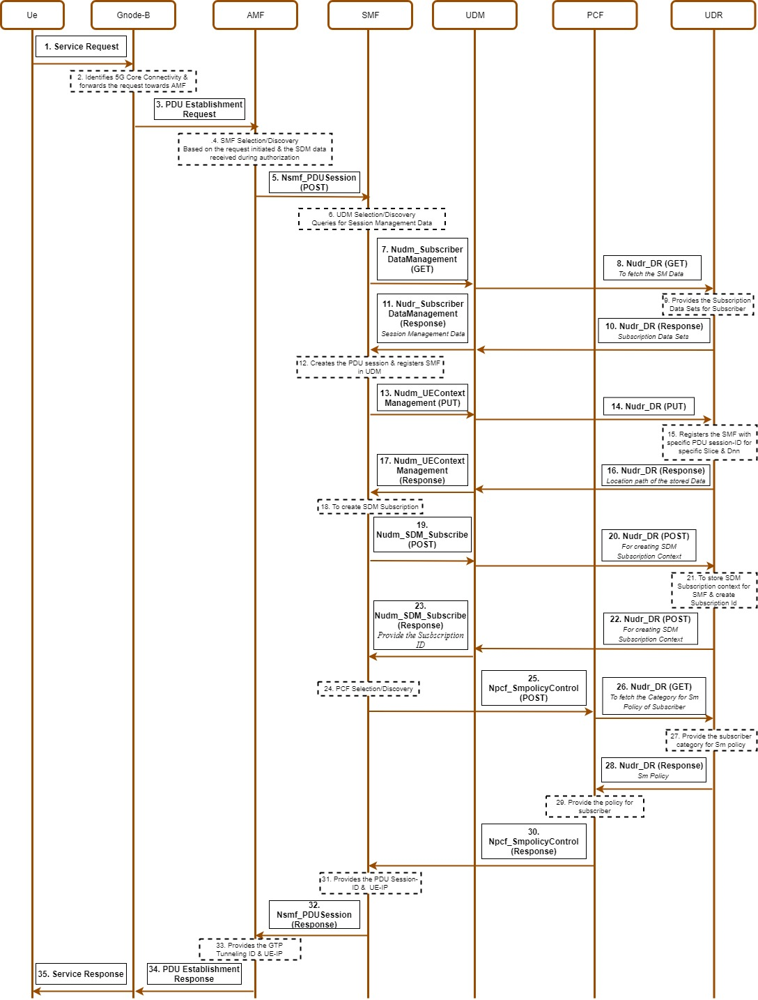 Ue
Gnode-B
AMF
SMF
UDM
PCF
UDR
1. Service Request
2. Identifies 5G Core Connectivity &
forwards the request towards AMF
3. PDU Establishment
Request
.4. SMF Selection/Discovery
Based on the request initiated & the SDM data
received during authorization
5. Nsmf_PDUSession
(POST)
6. UDM Selection/Discovery
Queries for Session Management Data
7. Nudm_Subscriber
DataManagement
(GET)
8. Nudr_DR (GET)
To fetch the SM Data
9. Provides the Subscription
Data Sets for Subscriber
10. Nudr_DR (Response)
Subscription Data Sets
11. Nudr_Subscriber
DataManagement
(Response)
Session Management Data
12. Creates the PDU session & registers SMF
in UDM
13. Nudm_UEContext
Management (PUT)
14. Nudr_DR (PUT)
15. Registers the SMF with
specific PDU session-ID for
specific Slice & Dnn
16. Nudr_DR (Response)
Location path of the stored Data
17. Nudm_UEContext
Management
(Response)
18. To create SDM Subscription
19.
Nudm_SDM_Subscribe
(POST)
20. Nudr_DR (POST)
For creating SDM
Subscription Context
21. To store SDM
Subscription context for
SMF & create
Subscription Id
22. Nudr_DR (POST)
For creating SDM
Subscription Context
23.
Nudm_SDM_Subscribe
(Response)
Provide the Susbscription
ID
24. PCF Selection/Discovery
25.
Npcf_SmpolicyControl
(POST)
26. Nudr_DR (GET)
To fetch the Category for Sm
Policy of Subscriber
27. Provide the subscriber
category for Sm policy
28. Nudr_DR (Response)
Sm Policy
29. Provide the policy for
subscriber
30.
Npcf_SmpolicyControl
(Response)
31. Provides the PDU Session-
ID & UE-IP
32.
Nsmf_PDUSession
(Response)
33. Provides the GTP
Tunneling ID & UE-IP
34. PDU Establishment
Response
35. Service Response